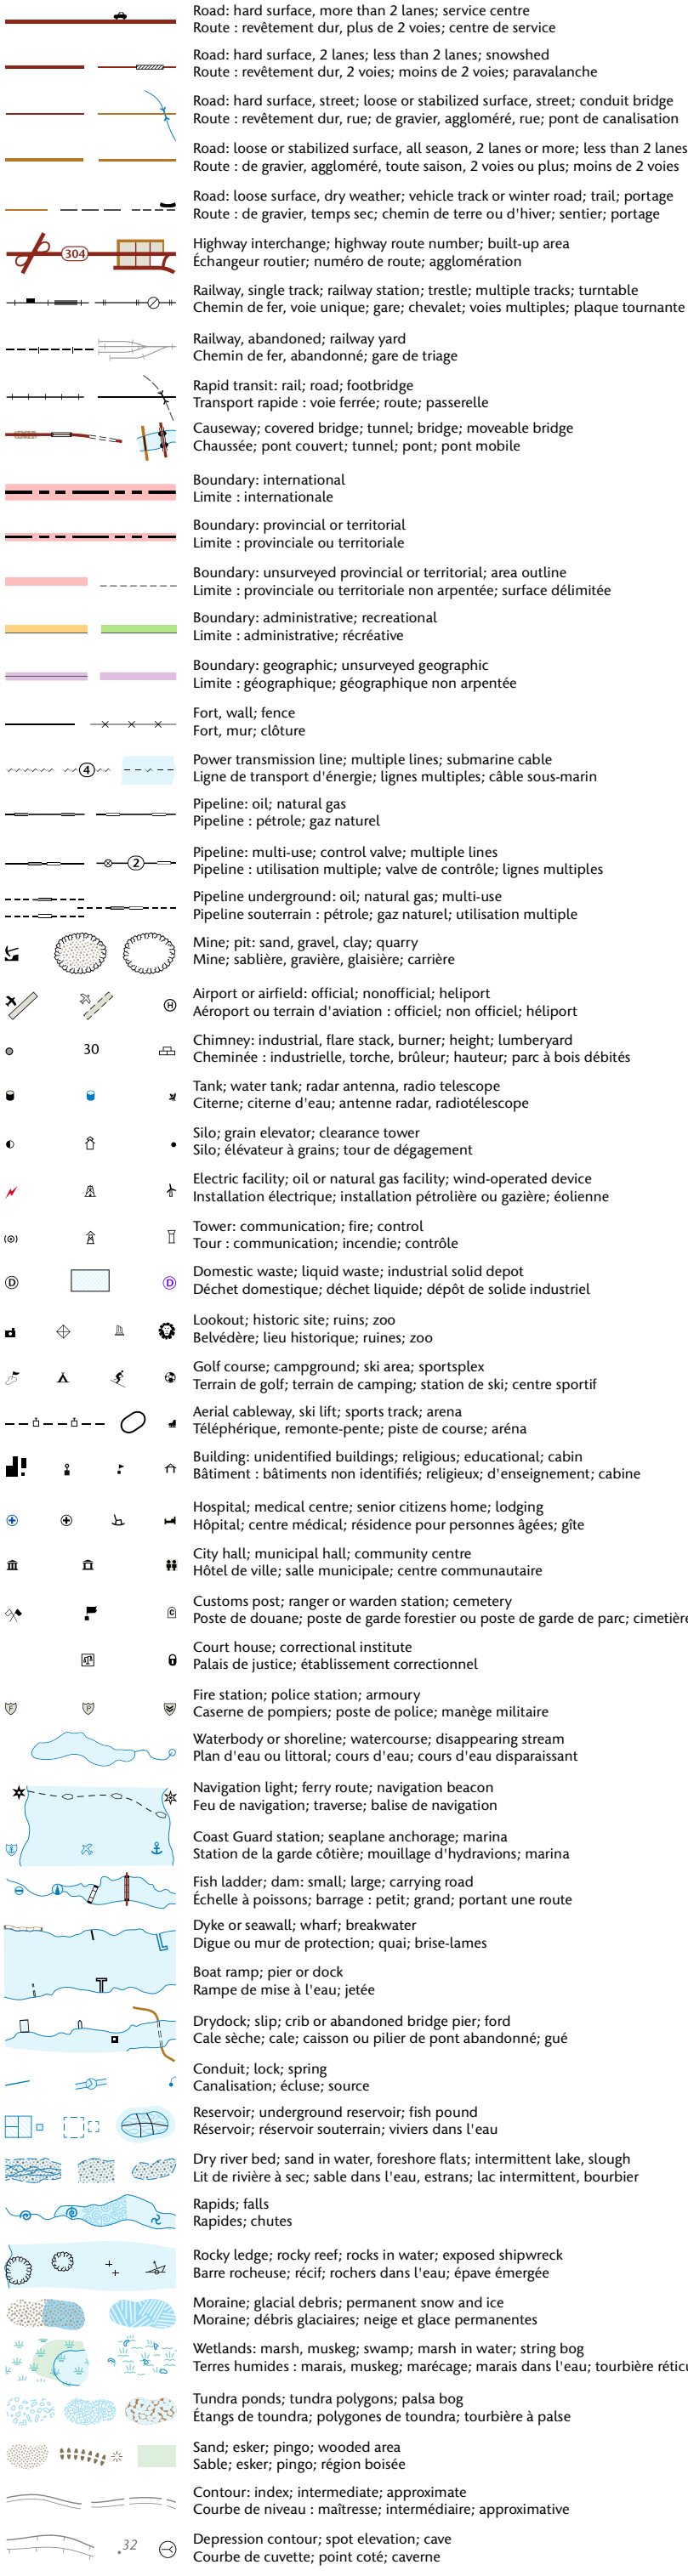 Road: hard surface, more than 2 lanes; service centre
Route : revêtement dur, plus de 2 voies; centre de service
Road: hard surface, 2 lanes; less than 2 lanes; snowshed
Route : revêtement dur, 2 voies; moins de 2 voies; paravalanche
Road: hard surface, street; loose or stabilized surface, street; conduit bridge
Route : revêtement dur, rue; de gravier, aggloméré, rue; pont de canalisation
Road: loose or stabilized surface, all season, 2 lanes or more; less than 2 lanes
Route : de gravier, aggloméré, toute saison, 2 voies ou plus; moins de 2 voies
Road: loose surface, dry weather; vehicle track or winter road; trail; portage
Route : de gravier, temps sec; chemin de terre ou d'hiver; sentier; portage
304
Highway interchange; highway route number; built-up area
Échangeur routier; numéro de route; agglomération
Railway, single track; railway station; trestle; multiple tracks; turntable
Chemin de fer, voie unique; gare; chevalet; voies multiples; plaque tournante
Railway, abandoned; railway yard
Chemin de fer, abandonné; gare de triage
Rapid transit: rail; road; footbridge
Transport rapide : voie ferrée; route; passerelle
Causeway; covered bridge; tunnel; bridge; moveable bridge
Chaussée; pont couvert; tunnel; pont; pont mobile
Boundary: international
Limite : internationale
Boundary: provincial or territorial
Limite : provinciale ou territoriale
Boundary: unsurveyed provincial or territorial; area outline
Limite : provinciale ou territoriale non arpentée; surface délimitée
Boundary: administrative; recreational
Limite : administrative; récréative
Boundary: geographic; unsurveyed geographic
Limite : géographique; géographique non arpentée
Fort, wall; fence
Fort, mur; clôture
4
Power transmission line; multiple lines; submarine cable
Ligne de transport d'énergie; lignes multiples; câble sous-marin
Pipeline: oil; natural gas
Pipeline : pétrole; gaz naturel
2
Pipeline: multi-use; control valve; multiple lines
Pipeline : utilisation multiple; valve de contrôle; lignes multiples
Pipeline underground: oil; natural gas; multi-use
Pipeline souterrain : pétrole; gaz naturel; utilisation multiple
Mine; pit: sand, gravel, clay; quarry
Mine; sablière, gravière, glaisière; carrière
H
Airport or airfield: official; nonofficial; heliport
Aéroport ou terrain d'aviation : officiel; non officiel; héliport
30
Chimney: industrial, flare stack, burner; height; lumberyard
Cheminée : industrielle, torche, brûleur; hauteur; parc à bois débités
Tank; water tank; radar antenna, radio telescope
Citerne; citerne d'eau; antenne radar, radiotélescope
Silo; grain elevator; clearance tower
Silo; élévateur à grains; tour de dégagement
Electric facility; oil or natural gas facility; wind-operated device
Installation électrique; installation pétrolière ou gazière; éolienne
Tower: communication; fire; control
Tour : communication; incendie; contrôle
D D
Domestic waste; liquid waste; industrial solid depot
Déchet domestique; déchet liquide; dépôt de solide industriel
Lookout; historic site; ruins; zoo
Belvédère; lieu historique; ruines; zoo
Golf course; campground; ski area; sportsplex
Terrain de golf; terrain de camping; station de ski; centre sportif
Aerial cableway, ski lift; sports track; arena
Téléphérique, remonte-pente; piste de course; aréna
Building: unidentified buildings; religious; educational; cabin
Bâtiment : bâtiments non identifiés; religieux; d'enseignement; cabine
Hospital; medical centre; senior citizens home; lodging
Hôpital; centre médical; résidence pour personnes âgées; gîte
City hall; municipal hall; community centre
Hôtel de ville; salle municipale; centre communautaire
C
Customs post; ranger or warden station; cemetery
Poste de douane; poste de garde forestier ou poste de garde de parc; cimetière
Court house; correctional institute
Palais de justice; établissement correctionnel
F P
Fire station; police station; armoury
Caserne de pompiers; poste de police; manège militaire
Waterbody or shoreline; watercourse; disappearing stream
Plan d'eau ou littoral; cours d'eau; cours d'eau disparaissant
Navigation light; ferry route; navigation beacon
Feu de navigation; traverse; balise de navigation
Coast Guard station; seaplane anchorage; marina
Station de la garde côtière; mouillage d'hydravions; marina
Fish ladder; dam: small; large; carrying road
Échelle à poissons; barrage : petit; grand; portant une route
Dyke or seawall; wharf; breakwater
Digue ou mur de protection; quai; brise-lames
Boat ramp; pier or dock
Rampe de mise à l'eau; jetée
Drydock; slip; crib or abandoned bridge pier; ford
Cale sèche; cale; caisson ou pilier de pont abandonné; gué
Conduit; lock; spring
Canalisation; écluse; source
Reservoir; underground reservoir; fish pound
Réservoir; réservoir souterrain; viviers dans l'eau
Dry river bed; sand in water, foreshore flats; intermittent lake, slough
Lit de rivière à sec; sable dans l'eau, estrans; lac intermittent, bourbier
Rapids; falls
Rapides; chutes
Rocky ledge; rocky reef; rocks in water; exposed shipwreck
Barre rocheuse; récif; rochers dans l'eau; épave émergée
Moraine; glacial debris; permanent snow and ice
Moraine; débris glaciaires; neige et glace permanentes
Wetlands: marsh, muskeg; swamp; marsh in water; string bog
Terres humides : marais, muskeg; marécage; marais dans l'eau; tourbière
Tundra ponds; tundra polygons; palsa bog
Étangs de toundra; polygones de toundra; tourbière à palse
Sand; esker; pingo; wooded area
Sable; esker; pingo; région boisée
Contour: index; intermediate; approximate
Courbe de niveau : maîtresse; intermédiaire; approximative
.32
Depression contour; spot elevation; cave
Courbe de cuvette; point coté; caverne